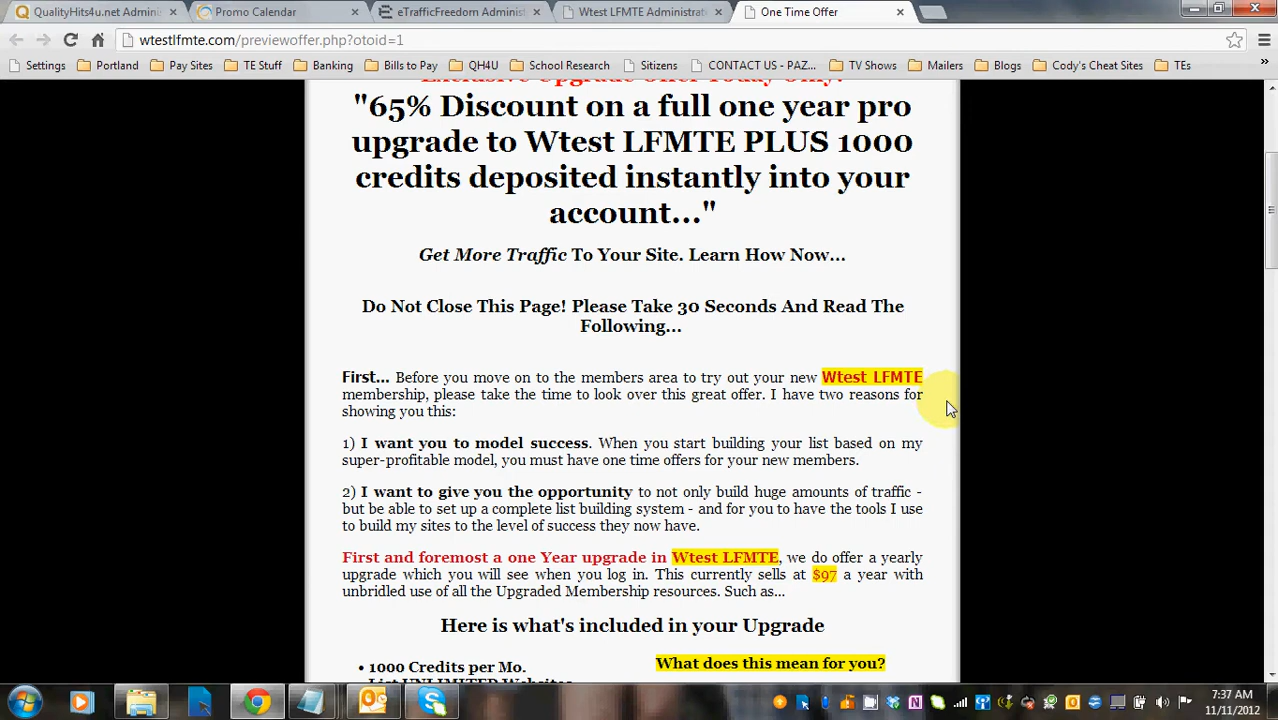 QualityHits4u.net Admini
Promo Calendar
eTrafficFreedom Administ
Wtest LFMTE Administrat
One Time Offer
wtestlfmte.com/previewoffer.php?otoid=1
Settings
Portland
Pay Sites
TE Stuff
Banking
Bills to Pay
QH4U
School Research
Sitizens
CONTACT US - PAZ...
TV Shows
Mailers
Blogs
Cody's Cheat Sites
TEs
Exclusive Upgrade Offer Today Only!
"65% Discount on a full one year pro
upgrade to Wtest LFMTE PLUS 1000
credits deposited instantly into your
account..."
Get More Traffic To Your Site. Learn How Now...
Do Not Close This Page! Please Take 30 Seconds And Read The
Following...
First... Before you move on to the members area to try out your new Wtest LFMTE
membership, please take the time to look over this great offer. I have two reasons for
showing you this:
1) I want you to model success. When you start building your list based on my
super-profitable model, you must have one time offers for your new members.
2) I want to give you the opportunity to not only build huge amounts of traffic -
but be able to set up a complete list building system - and for you to have the tools I use
to build my sites to the level of success they now have.
First and foremost a one Year upgrade in Wtest LFMTE, we do offer a yearly
upgrade which you will see when you log in. This currently sells at $97 a year with
unbridled use of all the Upgraded Membership resources. Such as...
Here is what's included in your Upgrade
• 1000 Credits per Mo.
What does this mean for you?
List UNLIMITED Websites
7:37 AM
11/11/2012